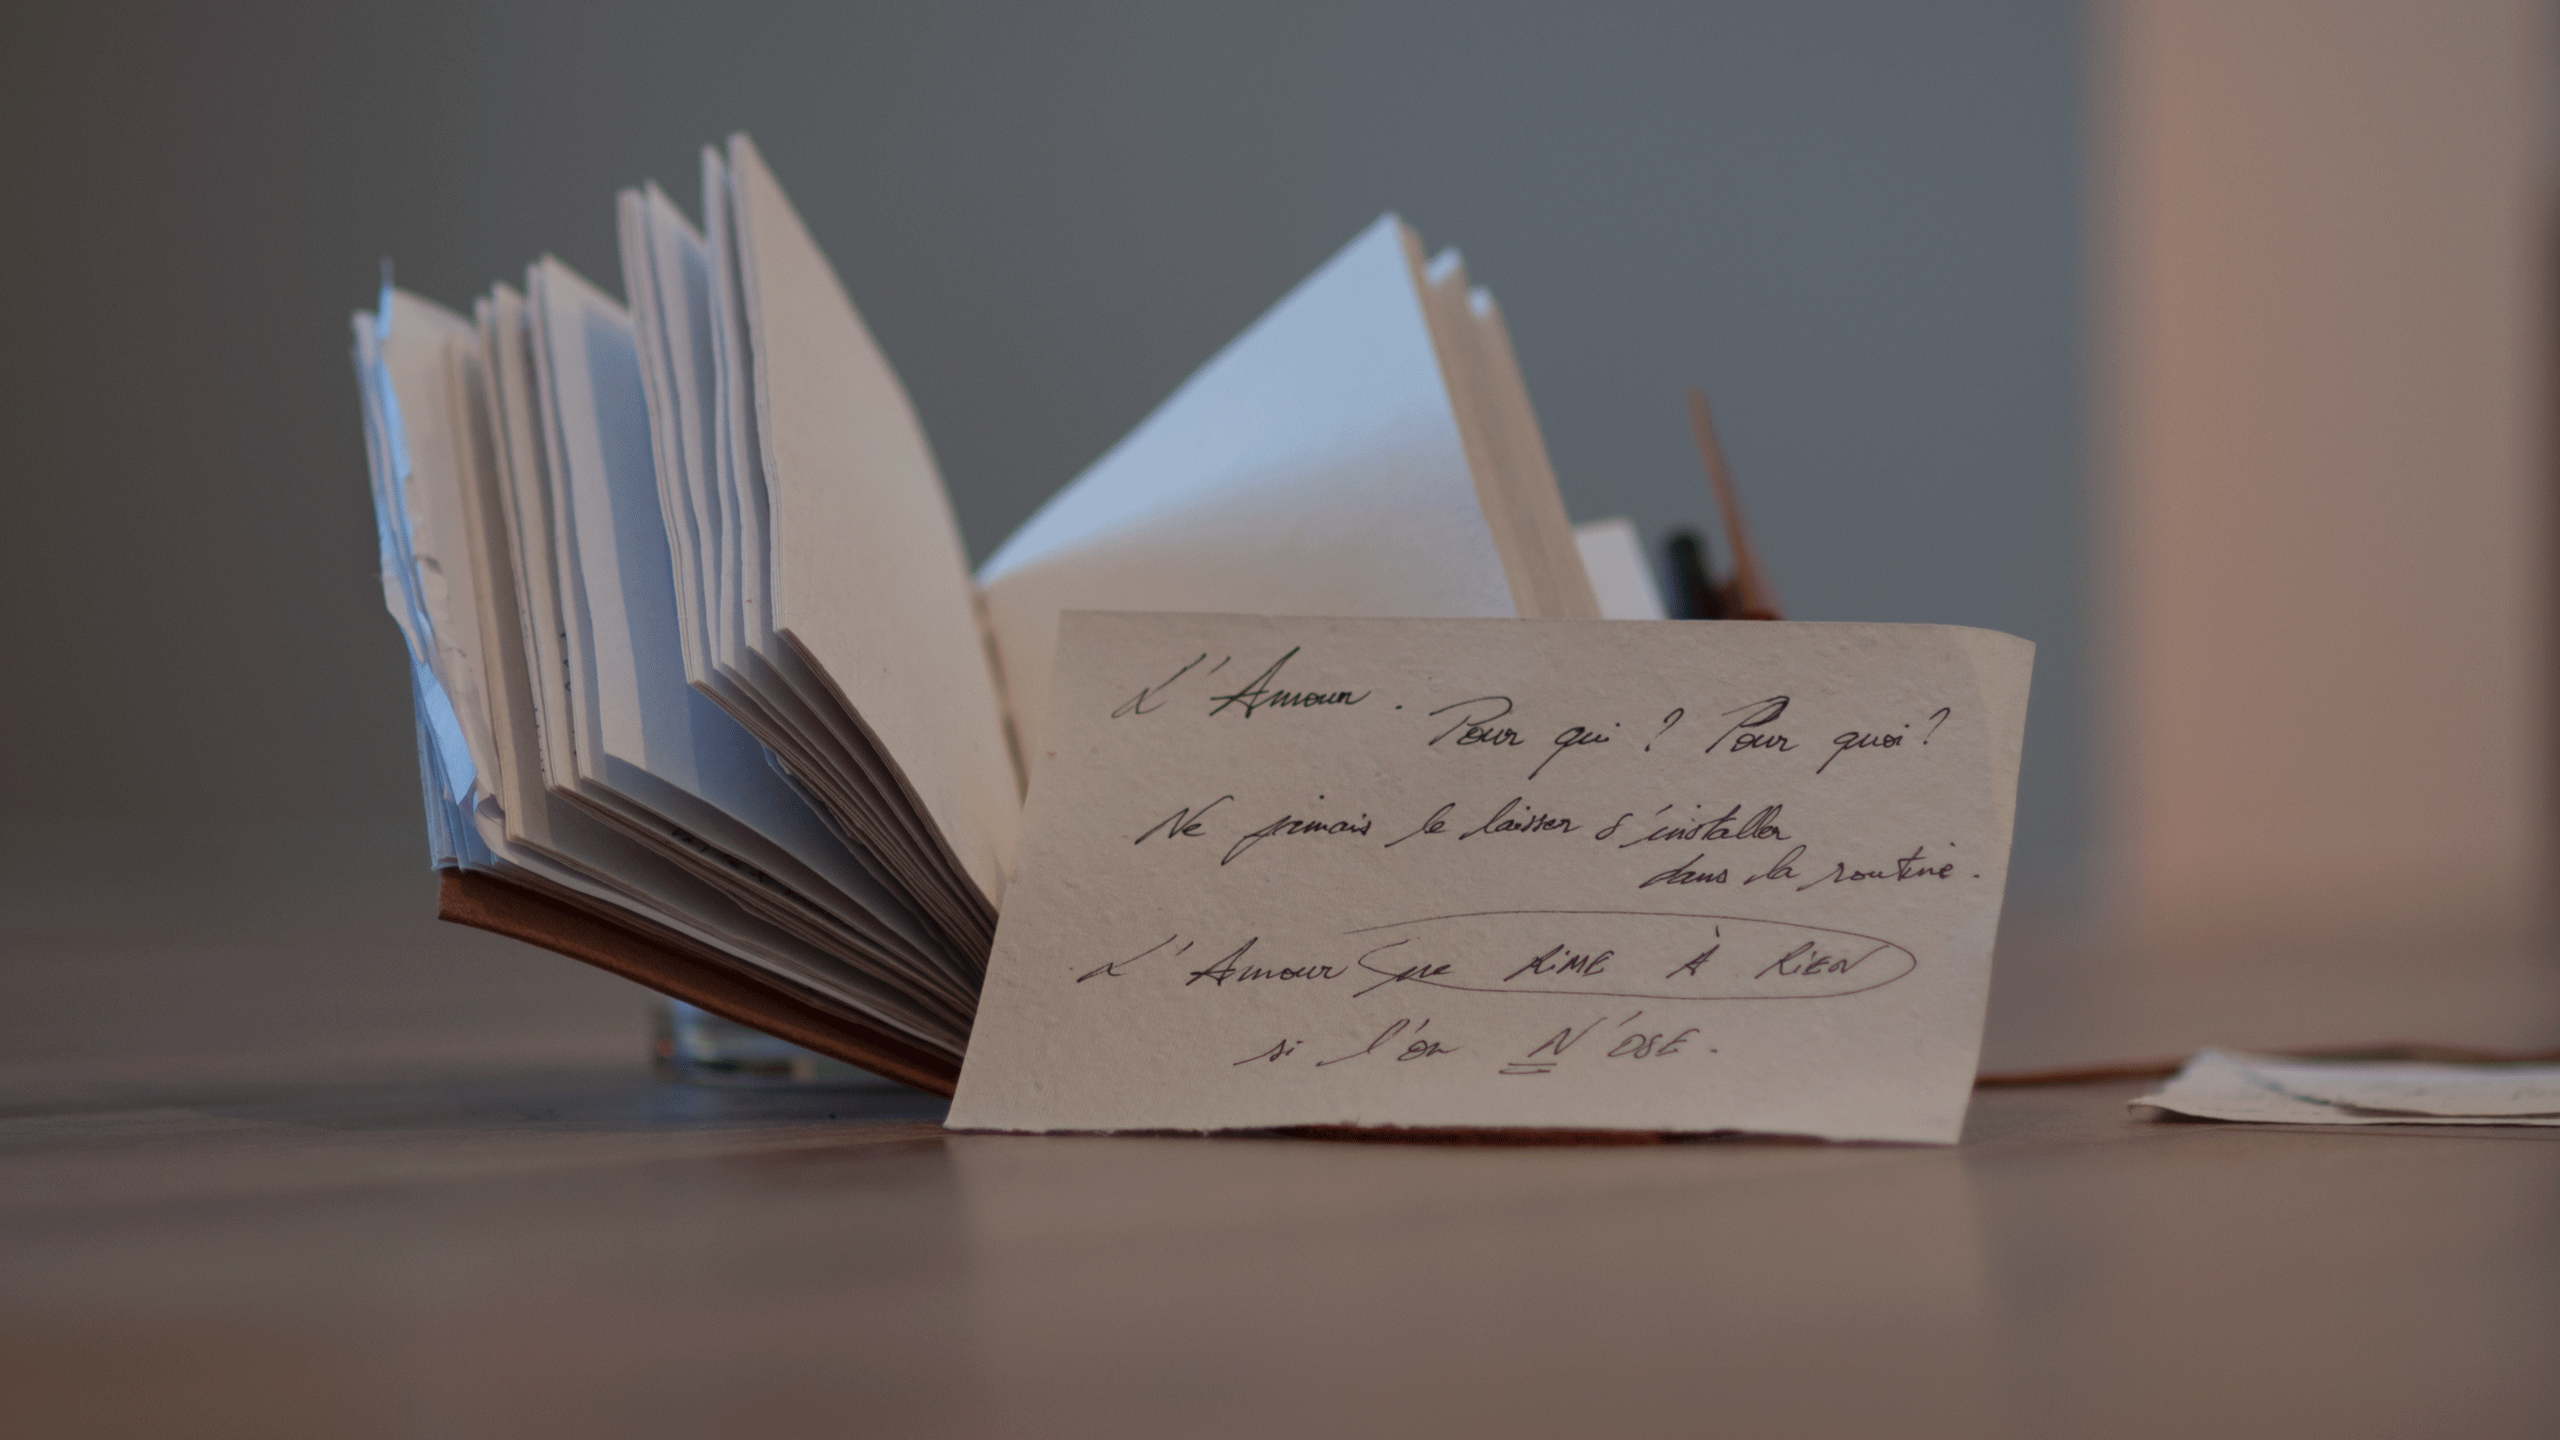 L'Amour.
Pour qui ? Pour quoi ?
Ne jamais le laisser s'installer
dans la routine.
L'Amour que RIME À RIEN
si l'on N'OSE.